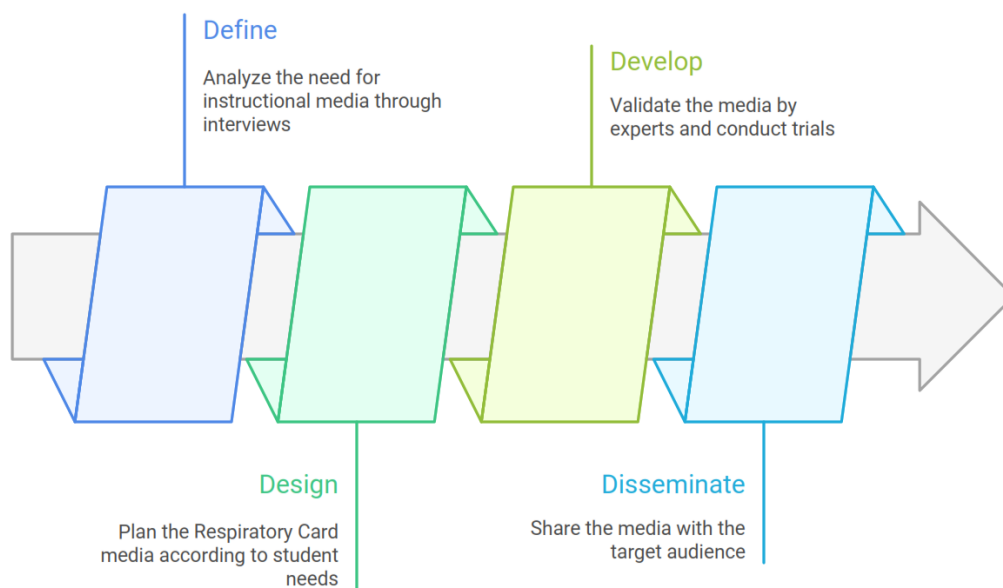 Define
Analyze the need for
instructional media through
interviews
Develop
Validate the media by
experts and conduct trials
Design
Plan the Respiratory Card
media according to student
needs
Disseminate
Share the media with the
target audience